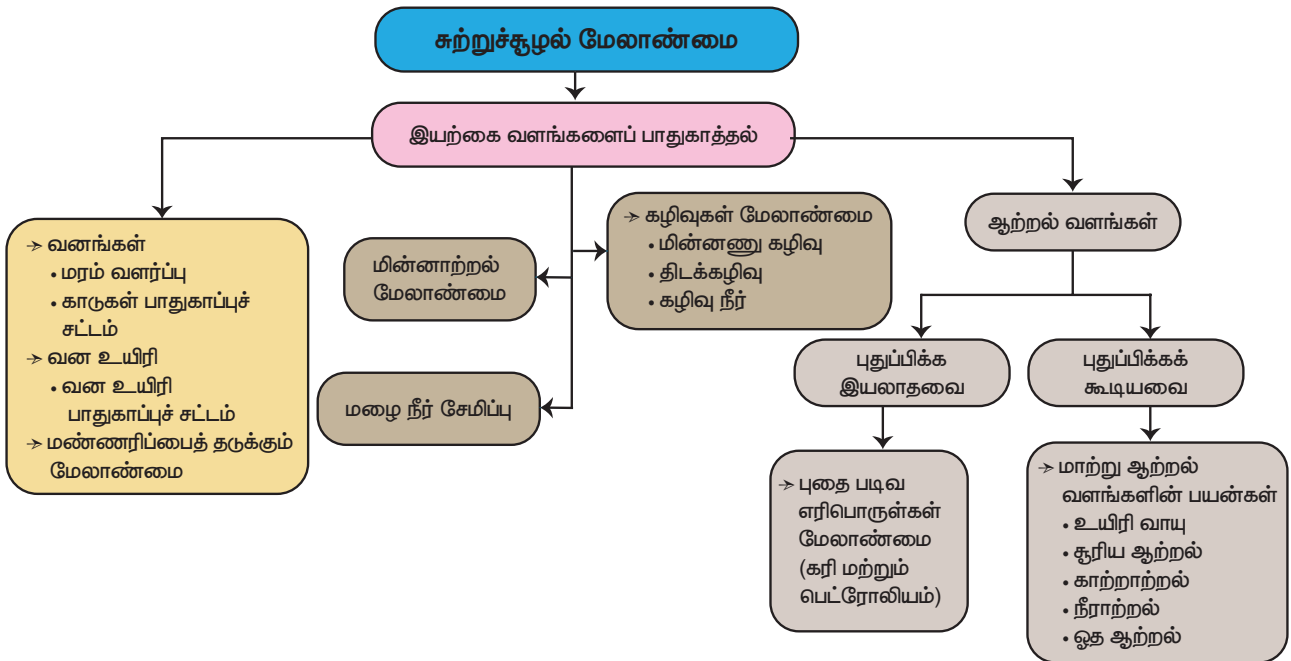 சுற்றுச்சூழல் மேலாண்மை
இயற்கை வளங்களைப் பாதுகாத்தல்
→ வனங்கள்
• மரம் வளர்ப்பு
• காடுகள் பாதுகாப்புச்
சட்டம்
→ வன உயிரி
• வன உயிரி
பாதுகாப்புச் சட்டம்
→ மண்ணரிப்பைத் தடுக்கும்
மேலாண்மை
மின்னாற்றல்
மேலாண்மை
மழை நீர் சேமிப்பு
→ கழிவுகள் மேலாண்மை
• மின்னணு கழிவு
• திடக்கழிவு
• கழிவு நீர்
ஆற்றல் வளங்கள்
புதுப்பிக்க
இயலாதவை
→ புதை படிவ
எரிபொருள்கள்
மேலாண்மை
(கரி மற்றும்
பெட்ரோலியம்)
புதுப்பிக்கக்
கூடியவை
→ மாற்று ஆற்றல்
வளங்களின் பயன்கள்
• உயிரி வாயு
• சூரிய ஆற்றல்
• காற்றாற்றல்
• நீராற்றல்
• ஓத ஆற்றல்